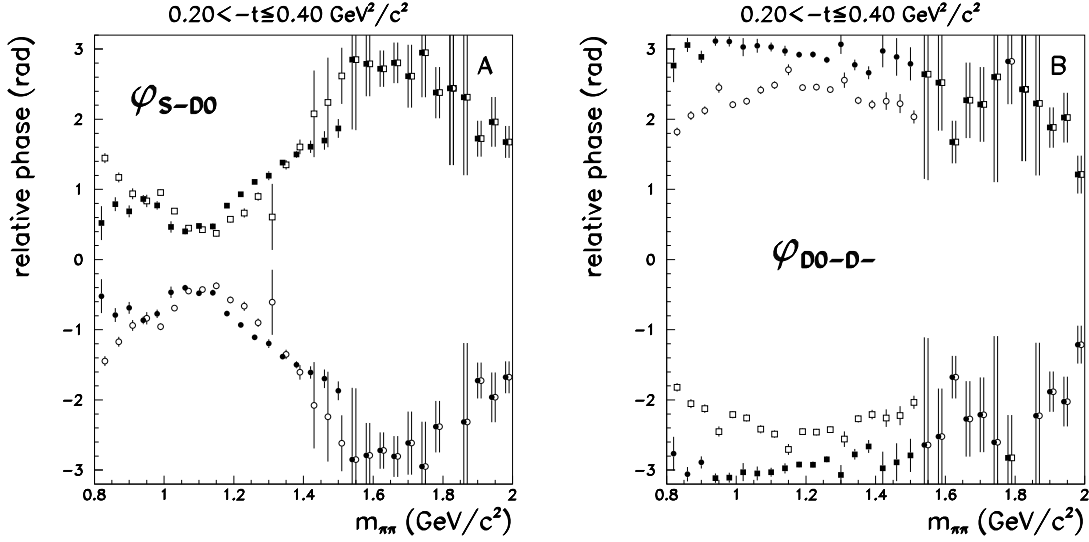 0.20<-t≤0.40 GeV²/c²
relative phase (rad)
A
φS-D0
3
2
1
0
-1
-2
-3
0.8 1 1.2 1.4 1.6 1.8 2
mππ (GeV/c²)
0.20<-t≤0.40 GeV²/c²
relative phase (rad)
B
φD0-D-
3
2
1
0
-1
-2
-3
0.8 1 1.2 1.4 1.6 1.8 2
mππ (GeV/c²)